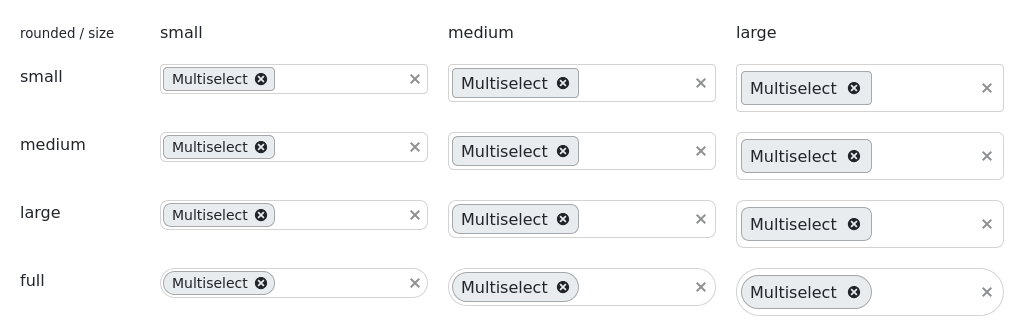 rounded / size small medium large
small Multiselect Multiselect Multiselect
medium Multiselect Multiselect Multiselect
large Multiselect Multiselect Multiselect
full Multiselect Multiselect Multiselect